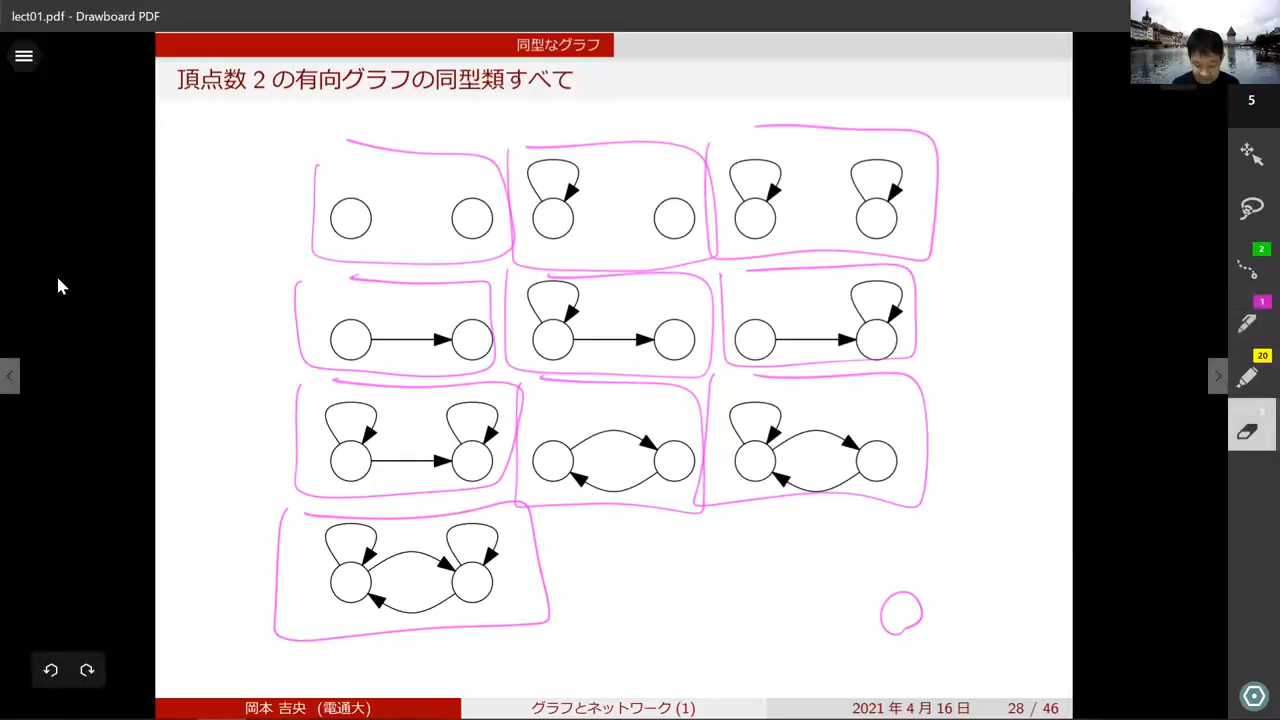 lect01.pdf - Drawboard PDF
同型なグラフ
頂点数 2 の有向グラフの同型類すべて
5
2
1
20
5
岡本 吉央 (電通大)
グラフとネットワーク (1)
2021 年 4 月 16 日
28 / 46